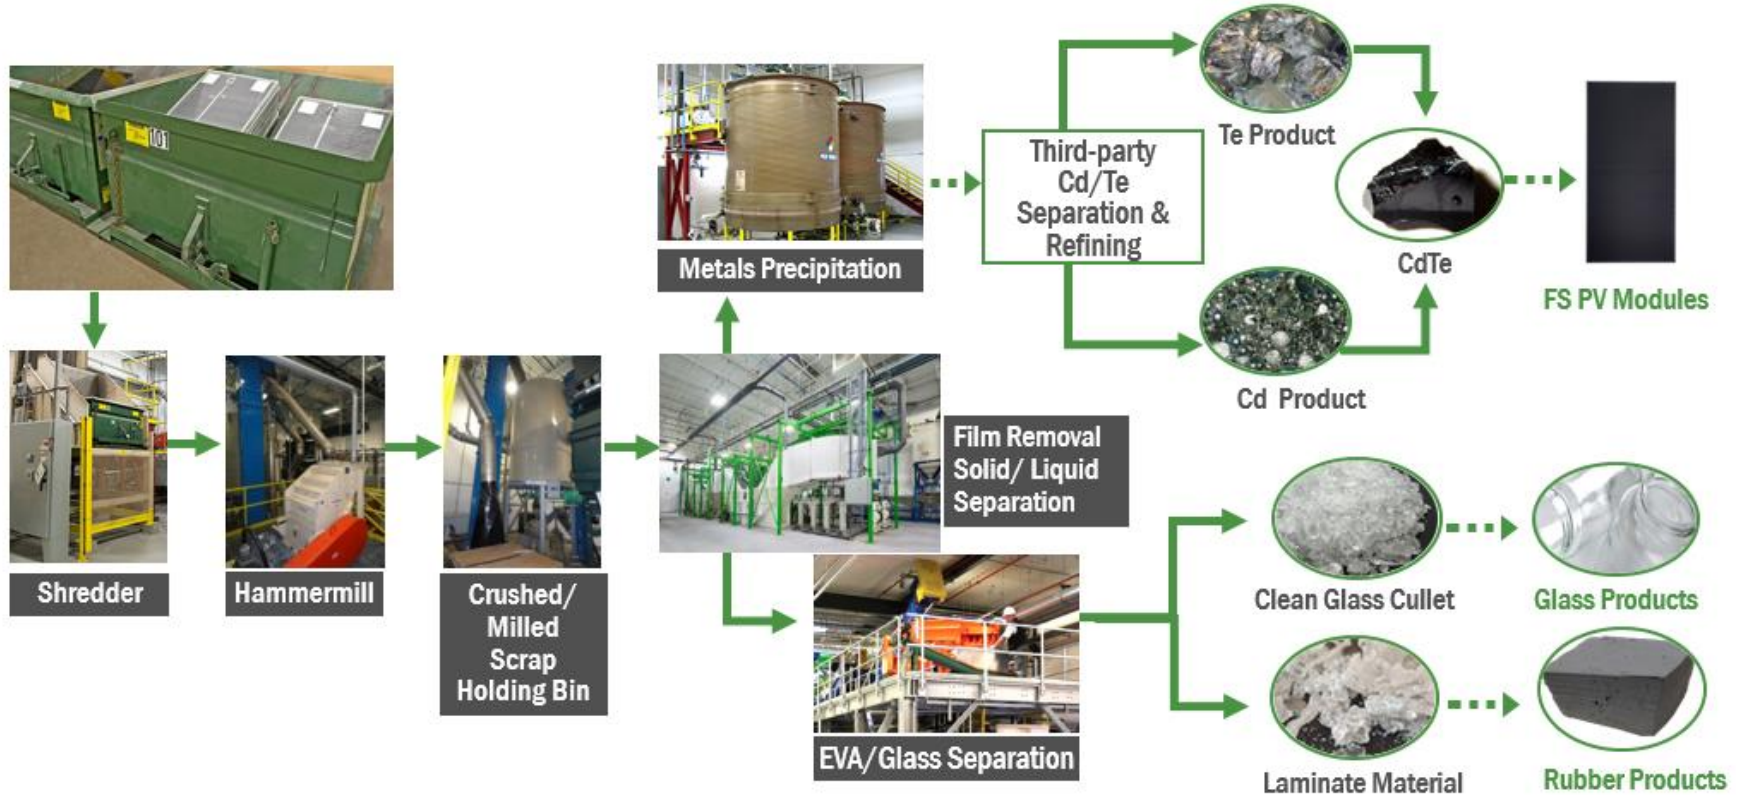 101
Shredder
Hammermill
Crushed/
Milled
Scrap
Holding Bin
Metals Precipitation
Film Removal
Solid/ Liquid
Separation
EVA/Glass Separation
Third-party
Cd/Te
Separation &
Refining
Te Product
Cd Product
CdTe
FS PV Modules
Clean Glass Cullet
Glass Products
Laminate Material
Rubber Products